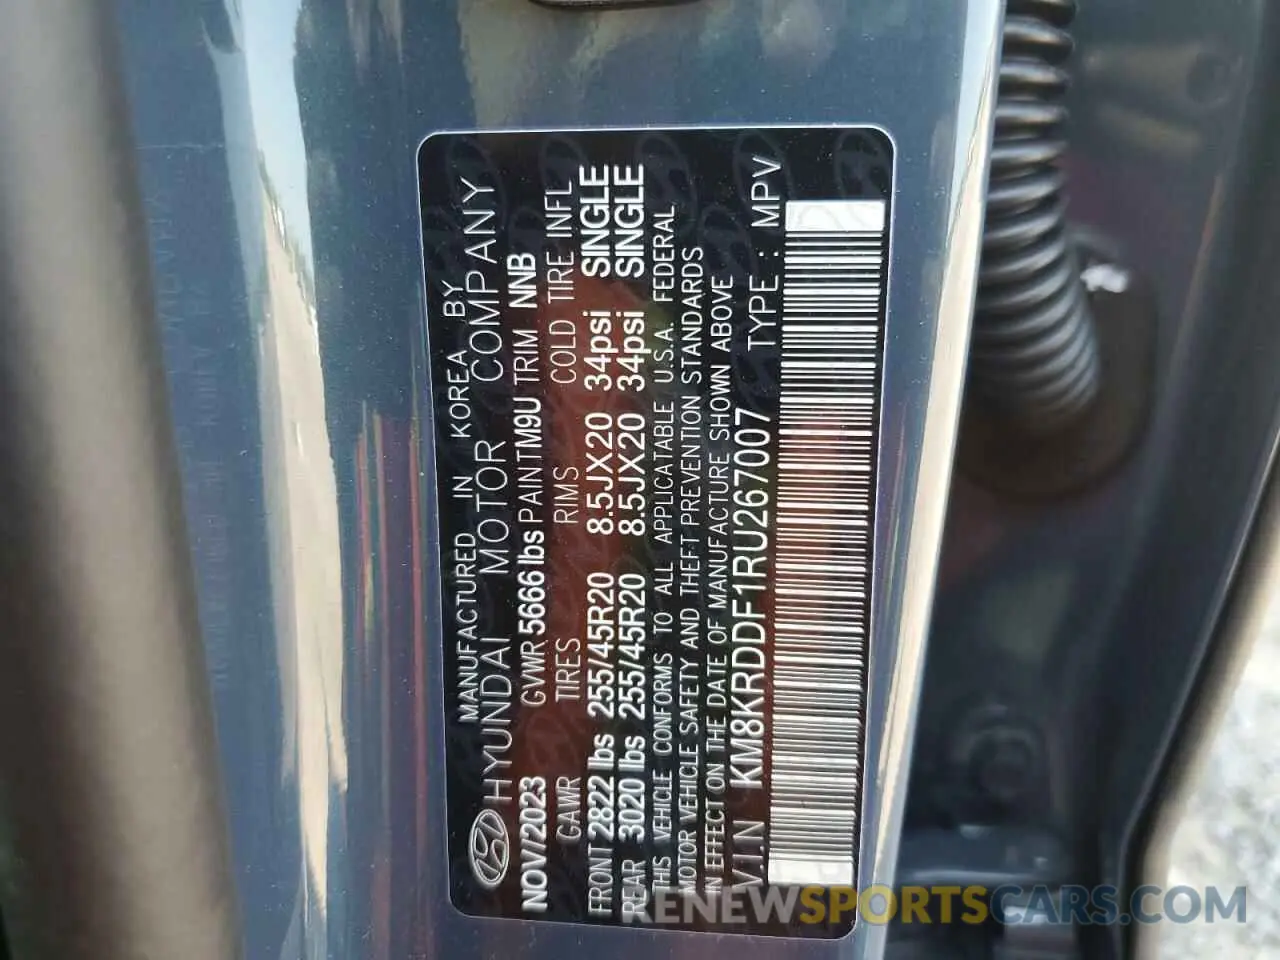 MANUFACTURED IN KOREA BY
HYUNDAI MOTOR COMPANY
NOV/2023 GVWR 5666 lbs PAINT M9U TRIM NNB
GAWR TIRES RIMS COLD TIRE INFL
FRONT 2822 lbs 255/45R20 8.5JX20 34psi SINGLE
REAR 3020 lbs 255/45R20 8.5JX20 34psi SINGLE
THIS VEHICLE CONFORMS TO ALL APPLICATABLE U.S.A. FEDERAL
MOTOR VEHICLE SAFETY AND THEFT PREVENTION STANDARDS
IN EFFECT ON THE DATE OF MANUFACTURE SHOWN ABOVE
V.I.N KM8KRDDF1RU267007 TYPE : MPV
RENEWSPORTSCARS.COM